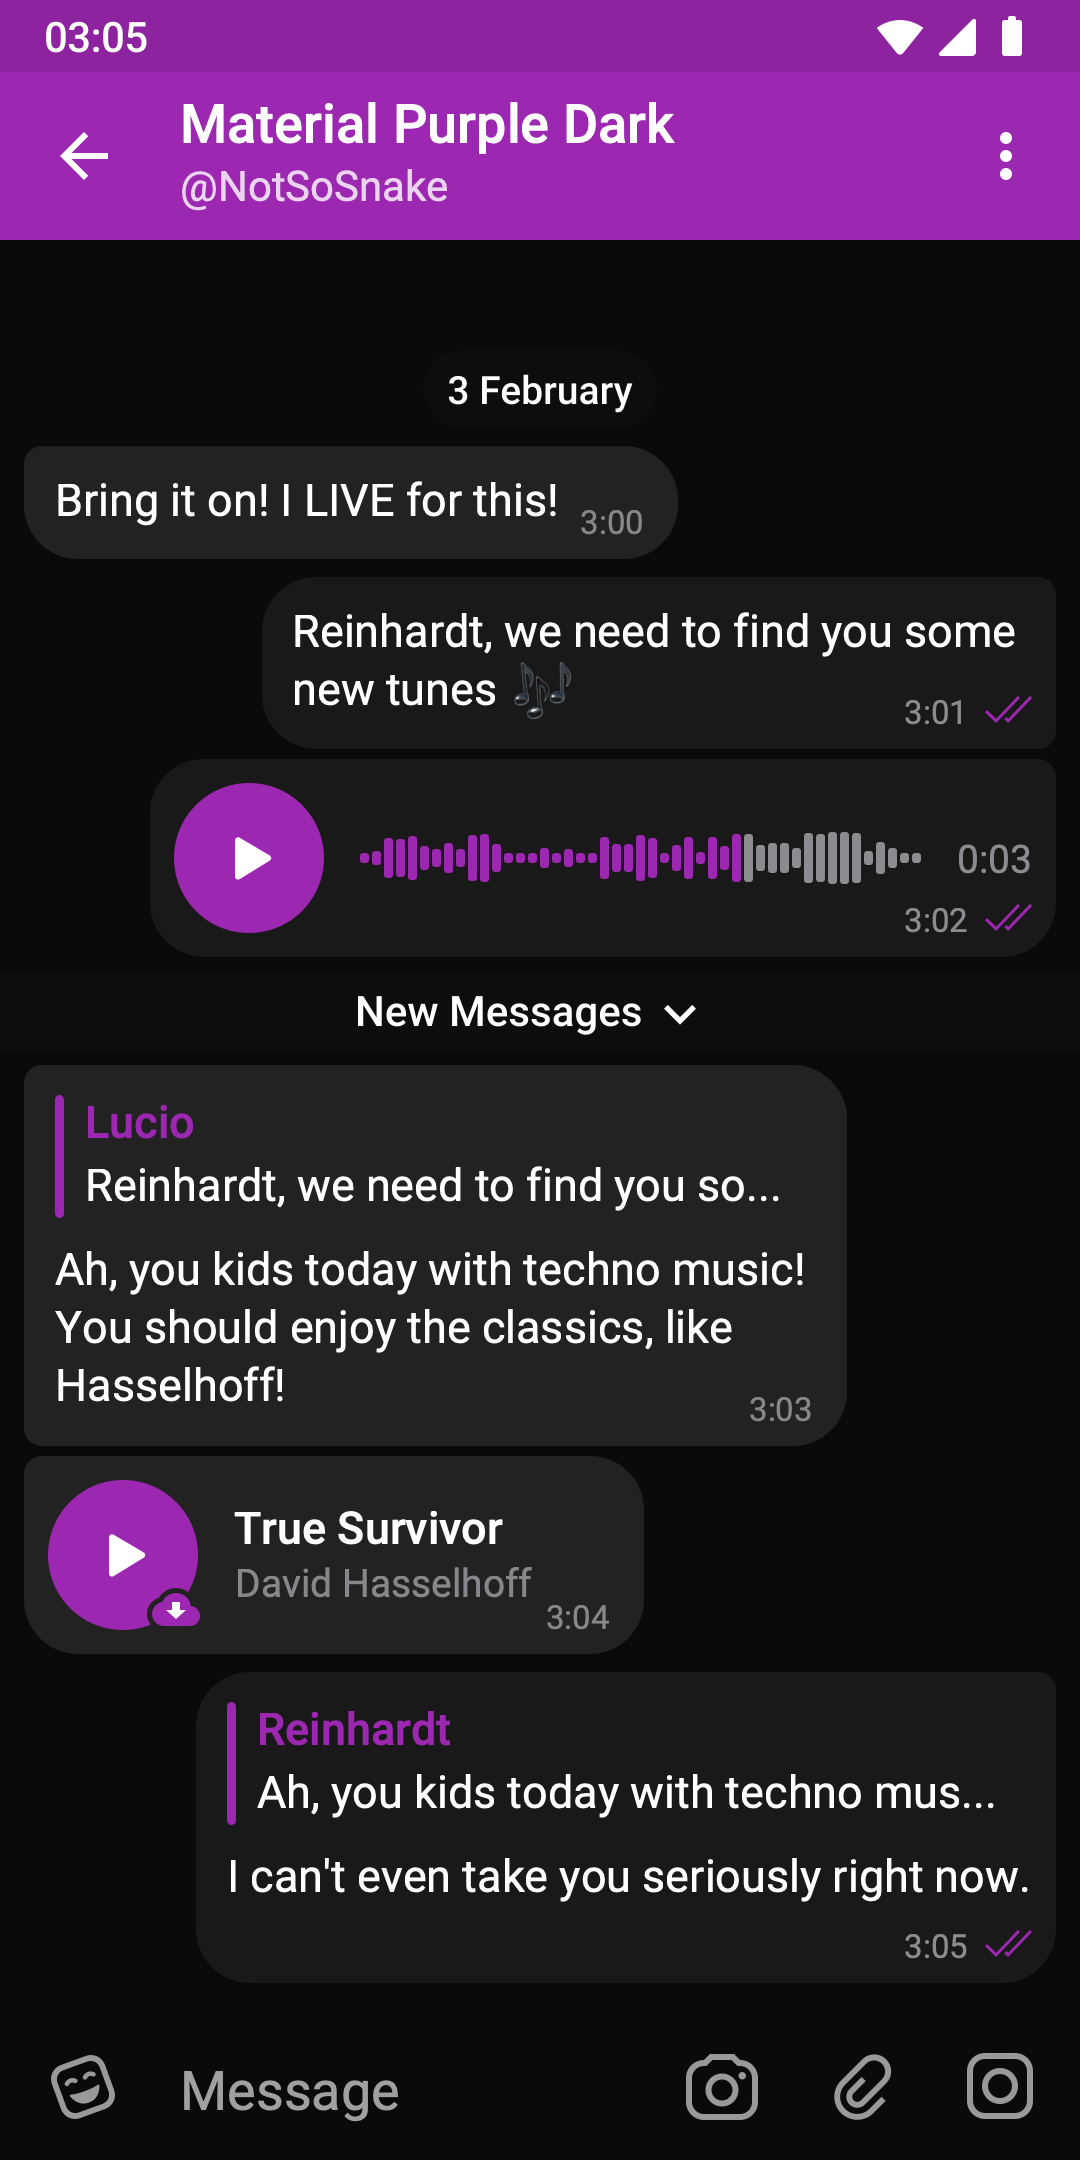 03:05
Material Purple Dark
@NotSoSnake
3 February
Bring it on! I LIVE for this!
3:00
Reinhardt, we need to find you some
new tunes 🎶
3:01
0:03
3:02
New Messages
Lucio
Reinhardt, we need to find you so...
Ah, you kids today with techno music!
You should enjoy the classics, like
Hasselhoff!
3:03
True Survivor
David Hasselhoff
3:04
Reinhardt
Ah, you kids today with techno mus...
I can't even take you seriously right now.
3:05
Message